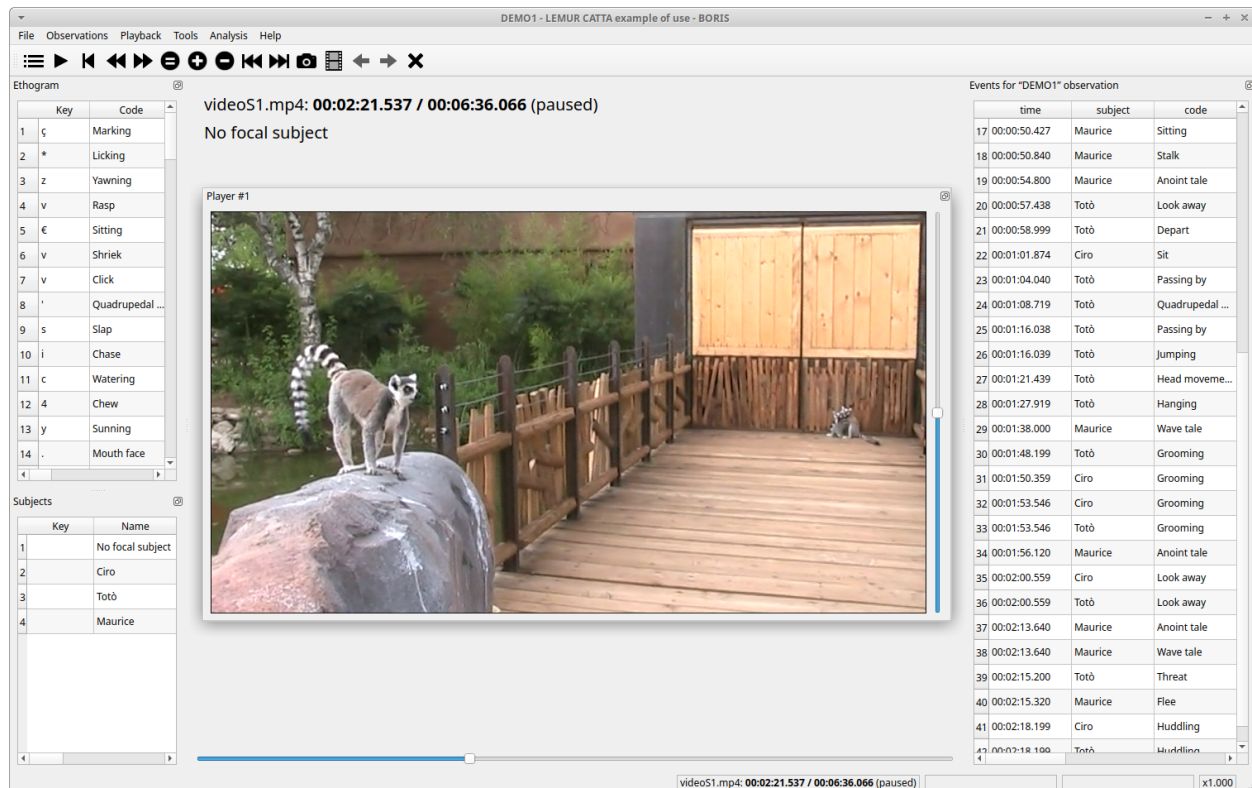 DEMO1 - LEMUR CATTA example of use - BORIS
File Observations Playback Tools Analysis Help
Ethogram
Key Code
1 ç Marking
2 * Licking
3 z Yawning
4 v Rasp
5 € Sitting
6 v Shriek
7 v Click
8 ' Quadrupedal ...
9 s Slap
10 i Chase
11 c Watering
12 4 Chew
13 y Sunning
14 . Mouth face
Subjects
Key Name
1 No focal subject
2 Ciro
3 Totò
4 Maurice
videoS1.mp4: 00:02:21.537 / 00:06:36.066 (paused)
No focal subject
Player #1
Events for "DEMO1" observation
time subject code
17 00:00:50.427 Maurice Sitting
18 00:00:50.840 Maurice Stalk
19 00:00:54.800 Maurice Anoint tale
20 00:00:57.438 Totò Look away
21 00:00:58.999 Totò Depart
22 00:01:01.874 Ciro Sit
23 00:01:04.040 Totò Passing by
24 00:01:08.719 Totò Quadrupedal ...
25 00:01:16.038 Totò Passing by
26 00:01:16.039 Totò Jumping
27 00:01:21.439 Totò Head moveme...
28 00:01:27.919 Totò Hanging
29 00:01:38.000 Maurice Wave tale
30 00:01:48.199 Totò Grooming
31 00:01:50.359 Ciro Grooming
32 00:01:53.546 Ciro Grooming
33 00:01:53.546 Totò Grooming
34 00:01:56.120 Maurice Anoint tale
35 00:02:00.559 Ciro Look away
36 00:02:00.559 Totò Look away
37 00:02:13.640 Maurice Anoint tale
38 00:02:13.640 Maurice Wave tale
39 00:02:15.200 Totò Threat
40 00:02:15.320 Maurice Flee
41 00:02:18.199 Ciro Huddling
42 00:02:18.199 Totò Huddling
videoS1.mp4: 00:02:21.537 / 00:06:36.066 (paused)
x1.000